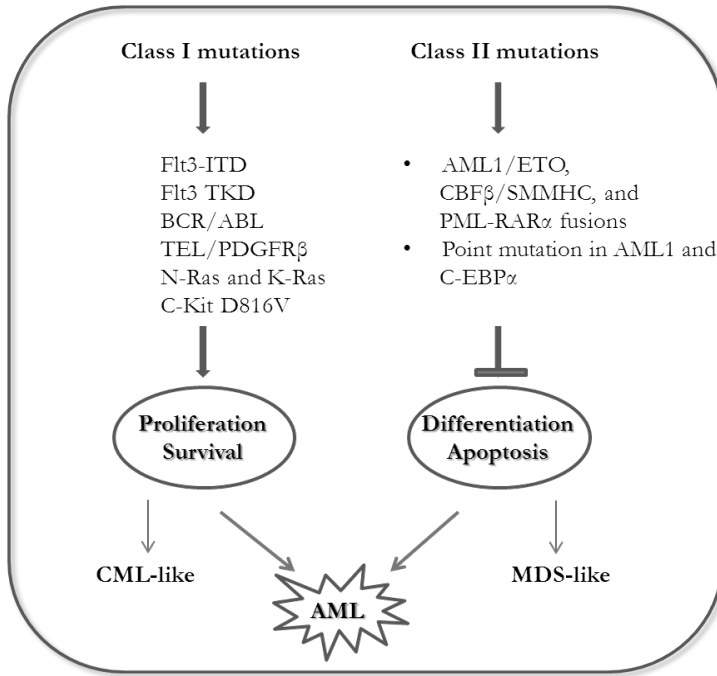 Class I mutations
Class II mutations
Flt3-ITD
Flt3 TKD
BCR/ABL
TEL/PDGFRβ
N-Ras and K-Ras
C-Kit D816V
• AML1/ETO,
CBFβ/SMMHC, and
PML-RARα fusions
• Point mutation in AML1 and
C-EBPα
Proliferation
Survival
Differentiation
Apoptosis
CML-like
MDS-like
AML